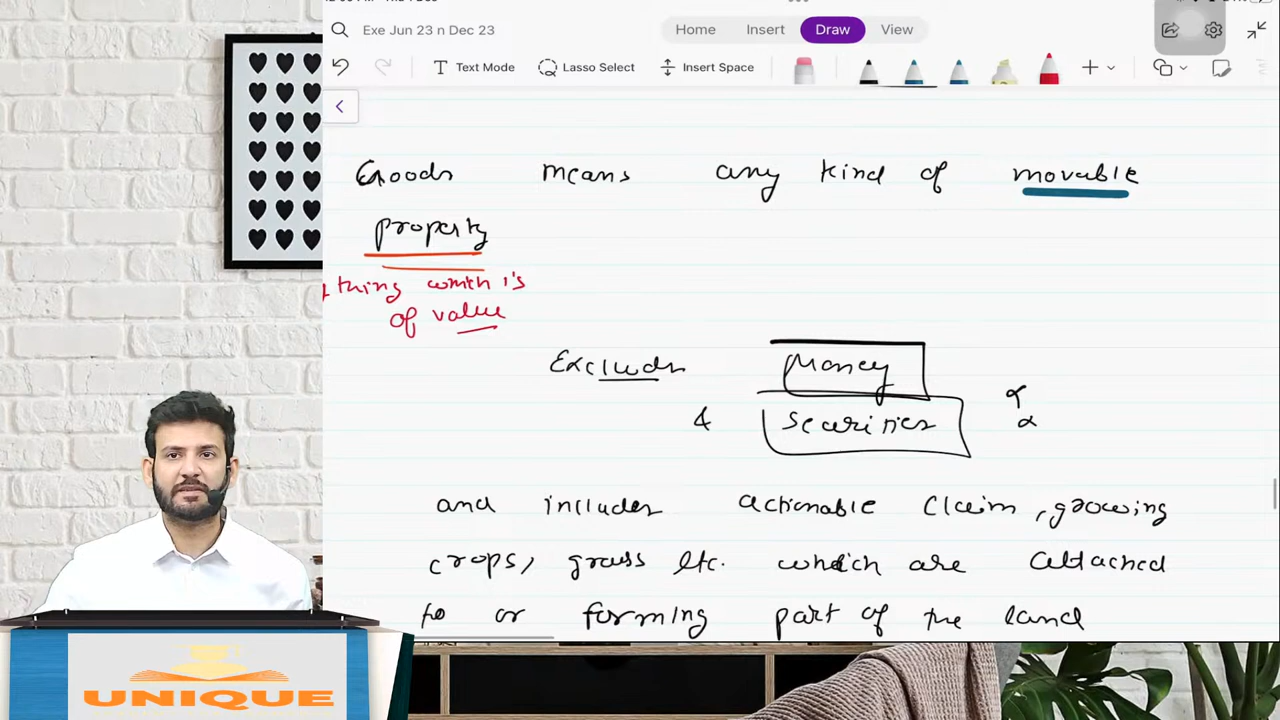 Exe Jun 23 n Dec 23
Home Insert Draw View
Text Mode Lasso Select Insert Space
Goods means any kind of movable
property
thing which is
of value
Excludes Money
& Securities
and includes actionable claim, growing
crops, grass etc. which are attached
to or forming part of the land
UNIQUE